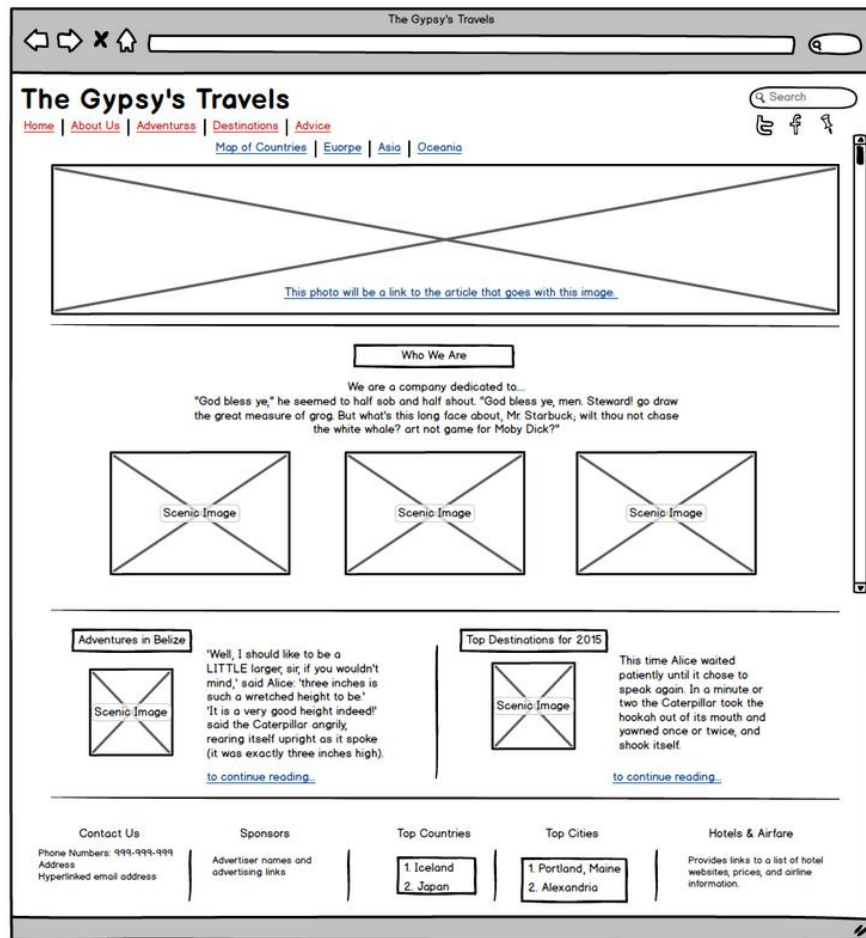 The Gypsy's Travels
The Gypsy's Travels
Search
Home | About Us | Adventurss | Destinations | Advice
Map of Countries | Euorpe | Asia | Oceania
This photo will be a link to the article that goes with this image.
Who We Are
We are a company dedicated to...
"God bless ye," he seemed to half sob and half shout. "God bless ye, men. Steward! go draw
the great measure of grog. But what's this long face about, Mr. Starbuck; wilt thou not chase
the white whale? art not game for Moby Dick?"
Scenic Image
Scenic Image
Scenic Image
Adventures in Belize
Scenic Image
'Well, I should like to be a
LITTLE larger, sir, if you wouldn't
mind,' said Alice: 'three inches is
such a wretched height to be.'
'It is a very good height indeed!'
said the Caterpillar angrily,
rearing itself upright as it spoke
(it was exactly three inches high).
to continue reading...
Top Destinations for 2015
Scenic Image
This time Alice waited
patiently until it chose to
speak again. In a minute or
two the Caterpillar took the
hookah out of its mouth and
yawned once or twice, and
shook itself.
to continue reading...
Contact Us
Phone Numbers: 999-999-999
Address
Hyperlinked email address
Sponsors
Advertiser names and
advertising links
Top Countries
1. Iceland
2. Japan
Top Cities
1. Portland, Maine
2. Alexandria
Hotels & Airfare
Provides links to a list of hotel
websites, prices, and airline
information.